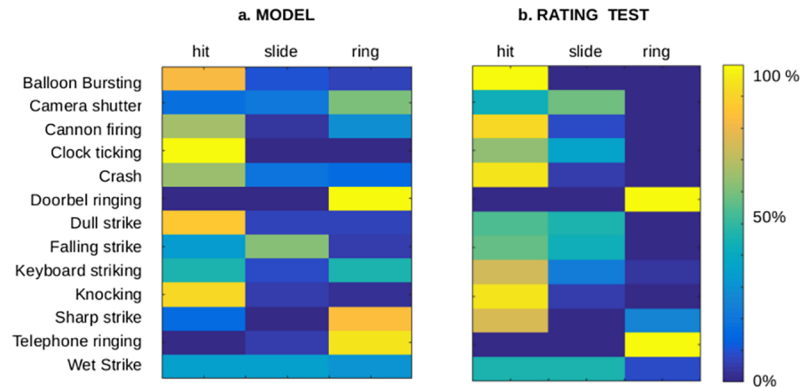 a. MODEL
b. RATING TEST
hit slide ring
hit slide ring
Balloon Bursting
Camera shutter
Cannon firing
Clock ticking
Crash
Doorbel ringing
Dull strike
Falling strike
Keyboard striking
Knocking
Sharp strike
Telephone ringing
Wet Strike
100 %
50%
0%